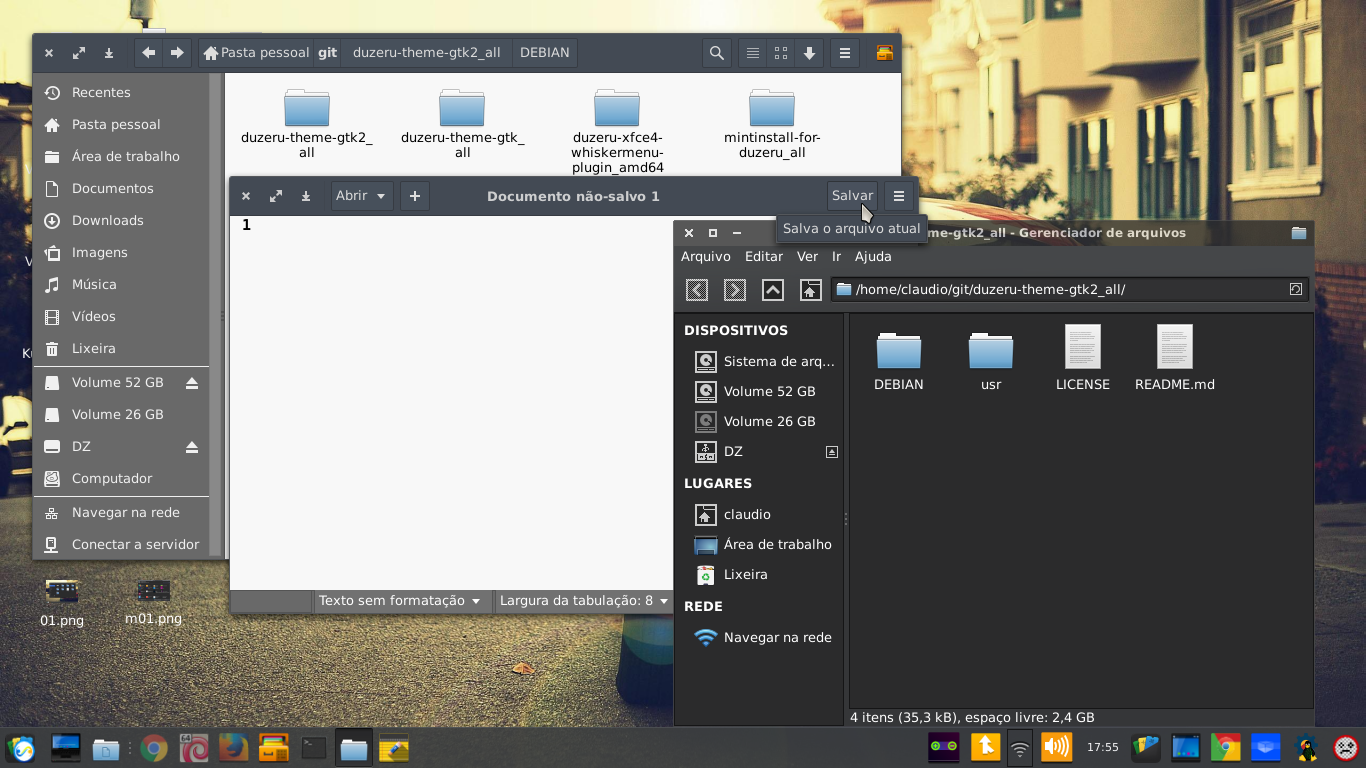 Pasta pessoal git duzeru-theme-gtk2_all DEBIAN
Recentes
Pasta pessoal
Área de trabalho
Documentos
Downloads
Imagens
Música
Vídeos
Lixeira
Volume 52 GB
Volume 26 GB
DZ
Computador
Navegar na rede
Conectar a servidor
duzeru-theme-gtk2_
all
duzeru-theme-gtk_
all
duzeru-xfce4-
whiskermenu-
plugin_amd64
mintinstall-for-
duzeru_all
Abrir Documento não-salvo 1 Salvar
Salva o arquivo atual
1
Texto sem formatação Largura da tabulação: 8
me-gtk2_all - Gerenciador de arquivos
Arquivo Editar Ver Ir Ajuda
/home/claudio/git/duzeru-theme-gtk2_all/
DISPOSITIVOS
Sistema de arq...
Volume 52 GB
Volume 26 GB
DZ
LUGARES
claudio
Área de trabalho
Lixeira
REDE
Navegar na rede
DEBIAN usr LICENSE README.md
4 itens (35,3 kB), espaço livre: 2,4 GB
01.png m01.png
64
17:55